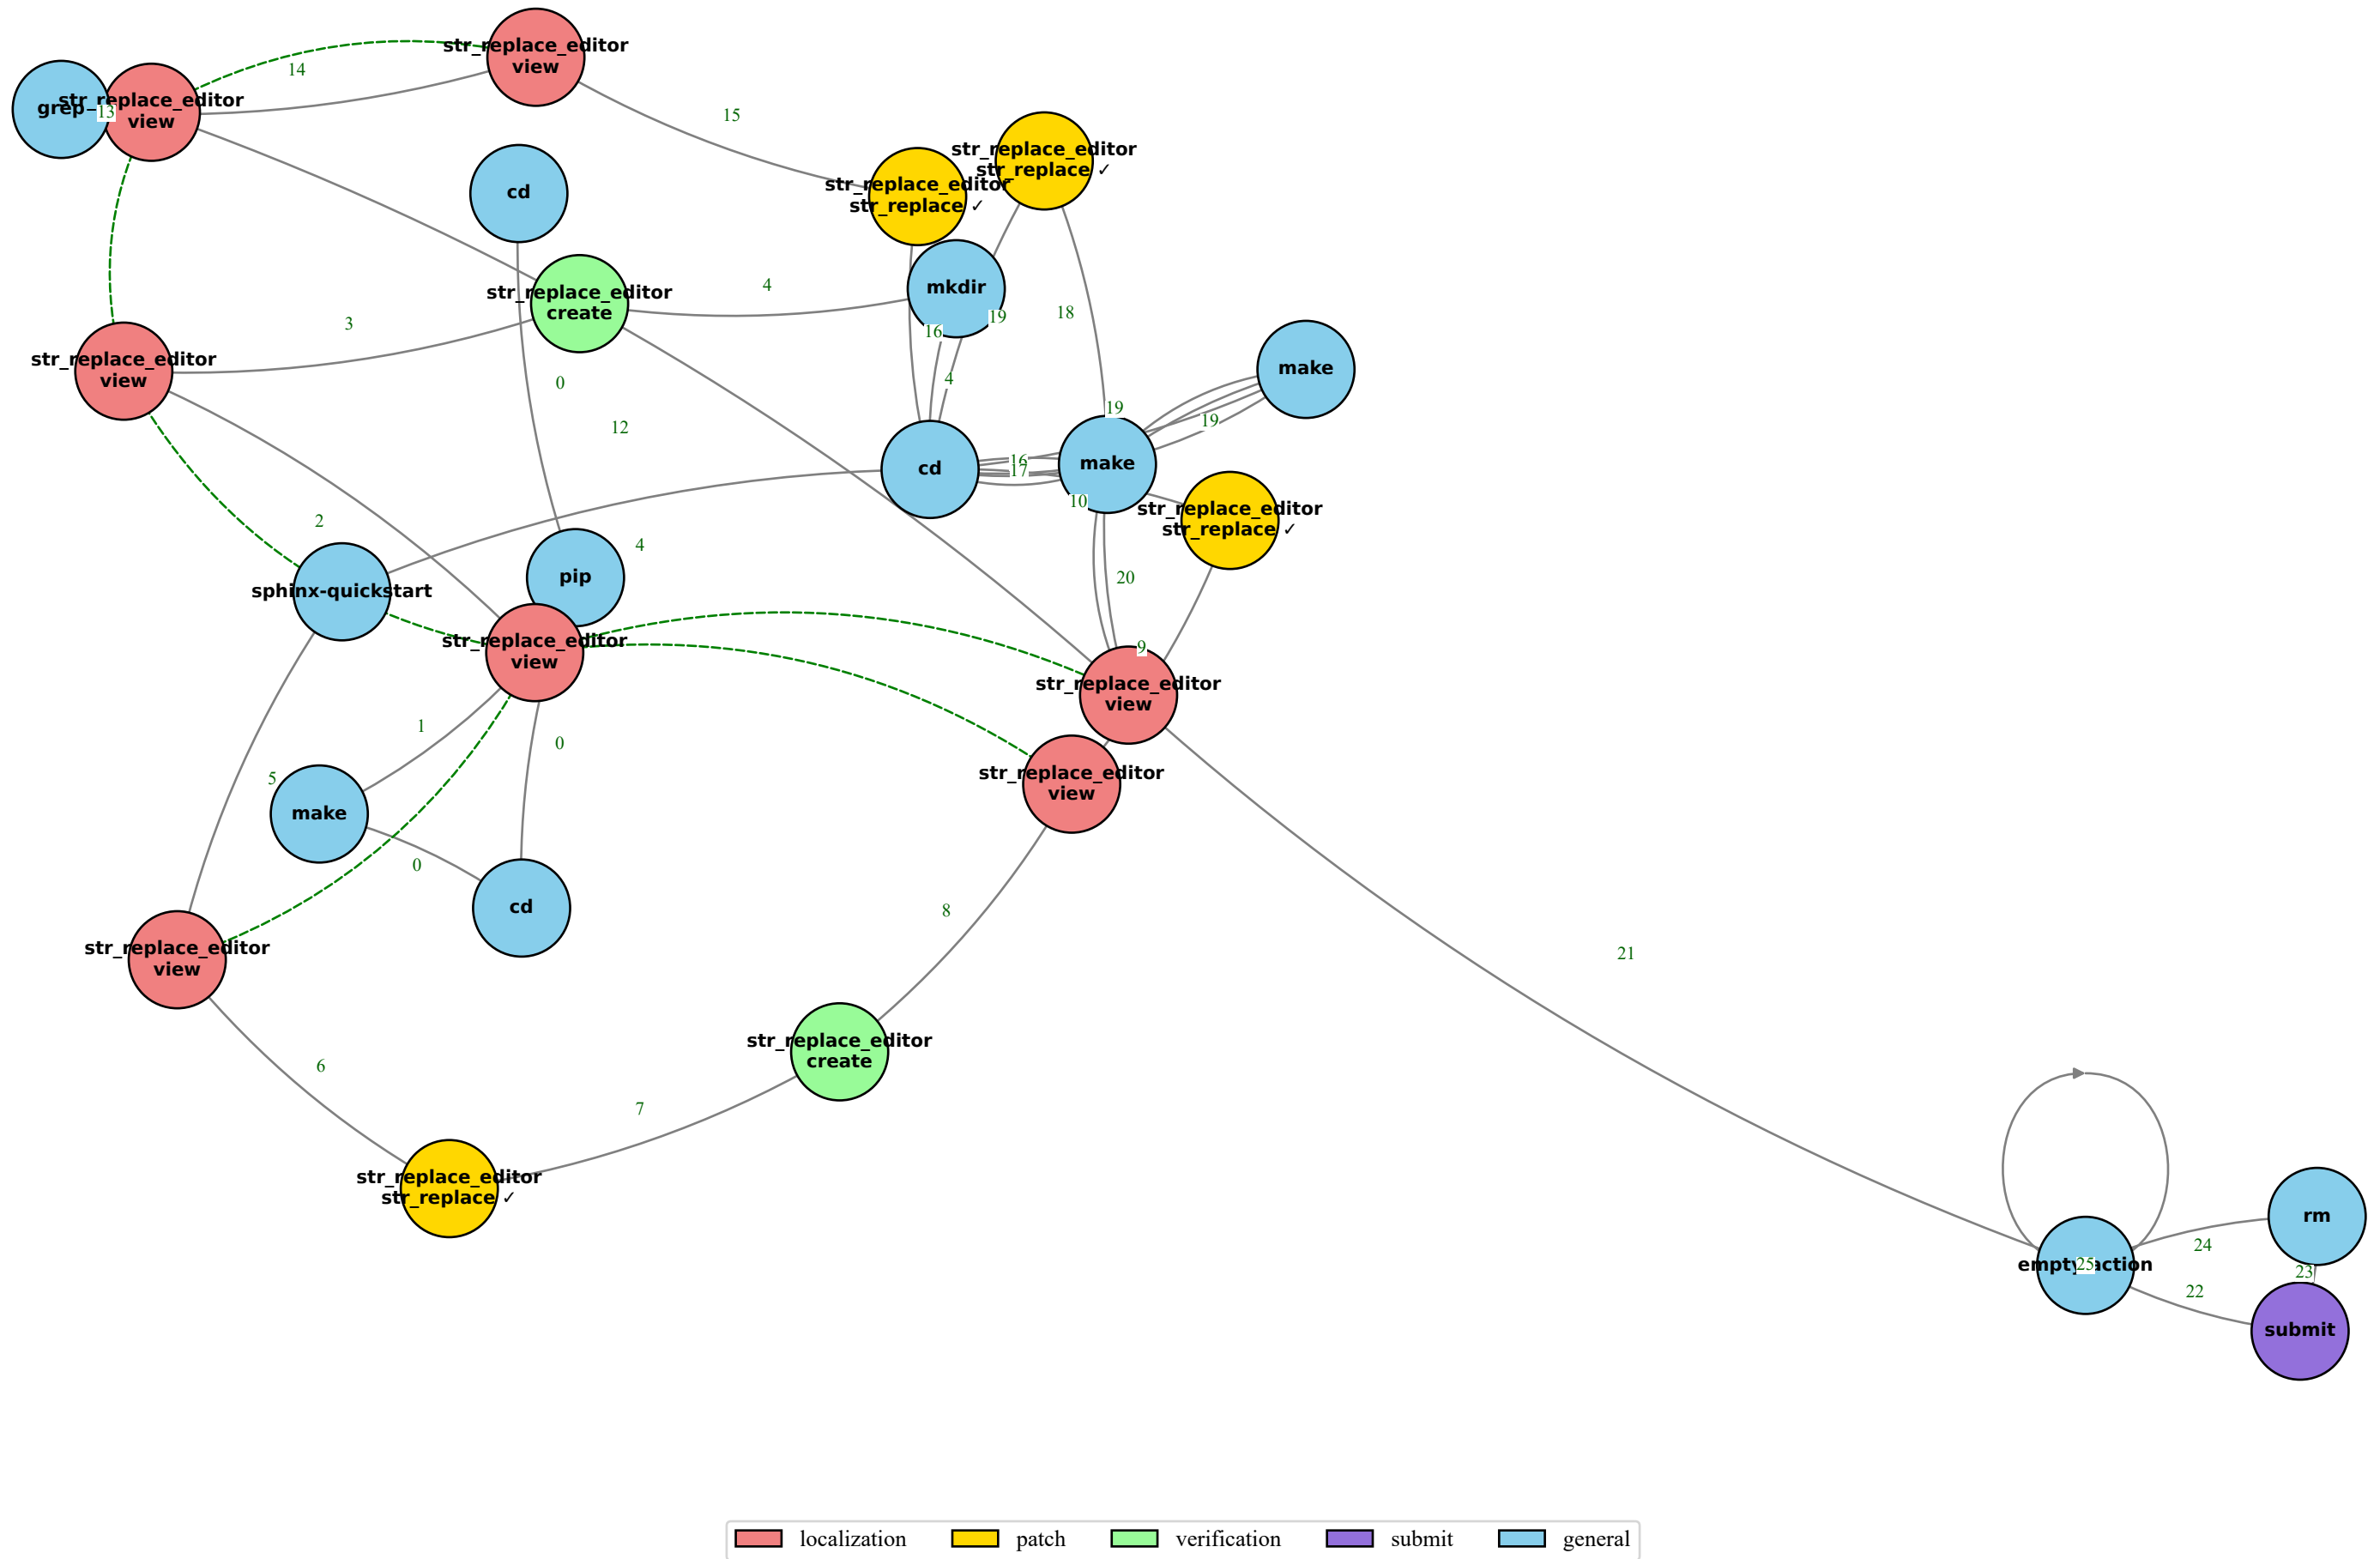 str_replace_editor
view
14
grep
13
str_replace_editor
view
15
str_replace_editor
str_replace ✓
str_replace_editor
str_replace ✓
cd
str_replace_editor
create
4
mkdir
16
19
18
3
str_replace_editor
view
0
4
make
12
19
19
cd
16
17
make
10
str_replace_editor
str_replace ✓
2
4
20
sphinx-quickstart
pip
str_replace_editor
view
9
str_replace_editor
view
1
0
5
str_replace_editor
view
make
0
cd
8
21
str_replace_editor
view
str_replace_editor
create
6
7
str_replace_editor
str_replace ✓
rm
24
empty action
25
23
22
submit
localization
patch
verification
submit
general